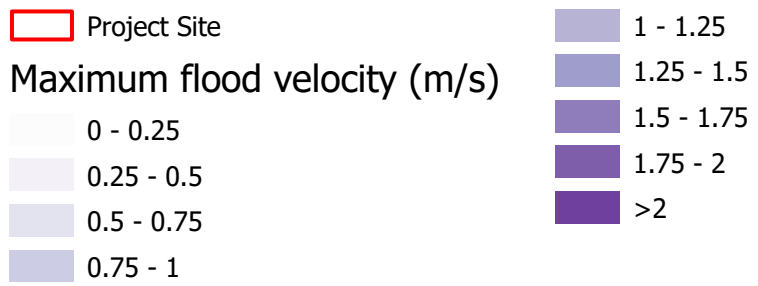 Project Site
Maximum flood velocity (m/s)
0 - 0.25
0.25 - 0.5
0.5 - 0.75
0.75 - 1
1 - 1.25
1.25 - 1.5
1.5 - 1.75
1.75 - 2
>2